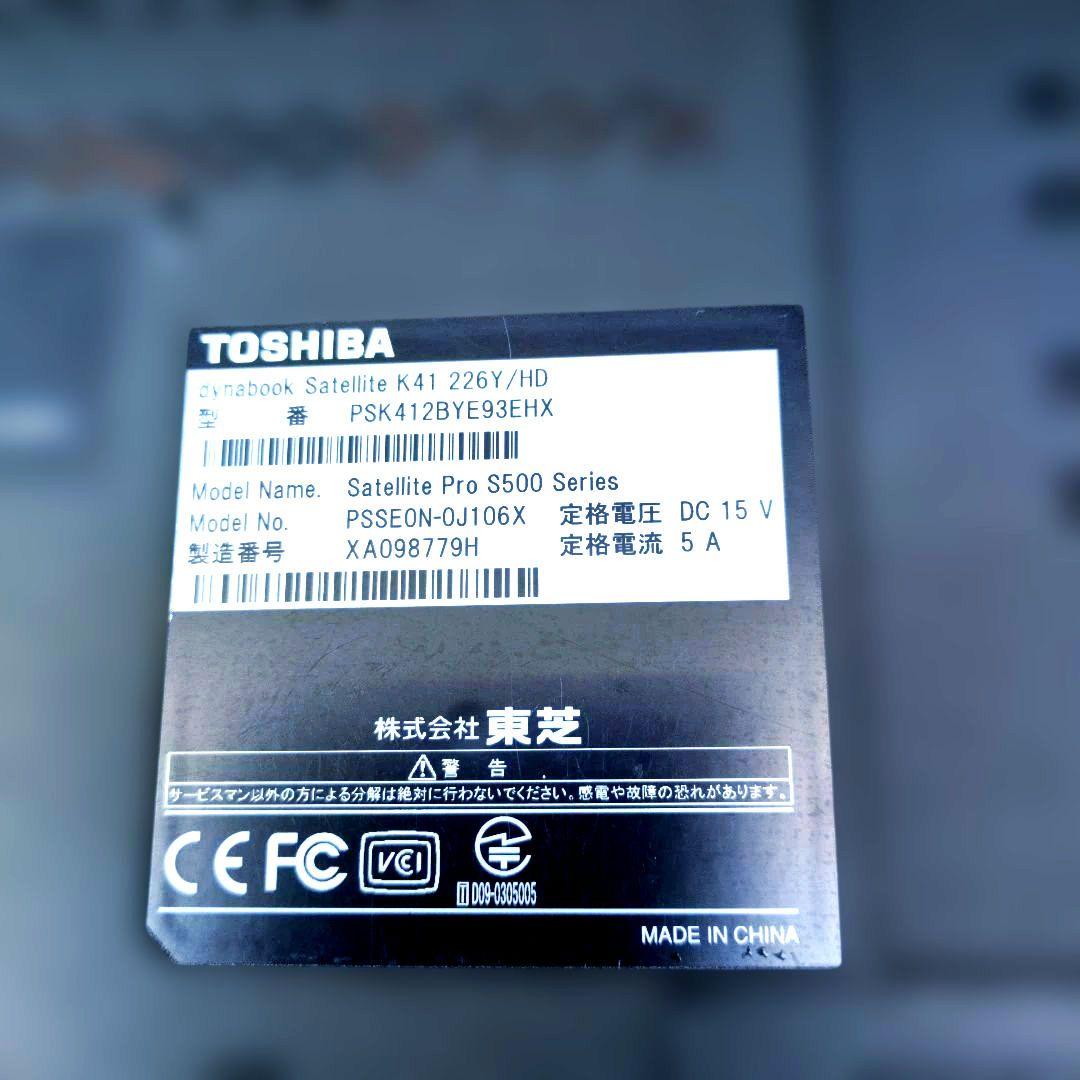 TOSHIBA
dynabook Satellite K41 226Y/HD
型 番 PSK412BYE93EHX
Model Name. Satellite Pro S500 Series
Model No. PSSE0N-0J106X 定格電圧 DC 15 V
製造番号 XA098779H 定格電流 5 A
株式会社 東芝
⚠警 告
サービスマン以外の方による分解は絶対に行わないでください。感電や故障の恐れがあります。
CE FC VCI
T D09-0305005
MADE IN CHINA